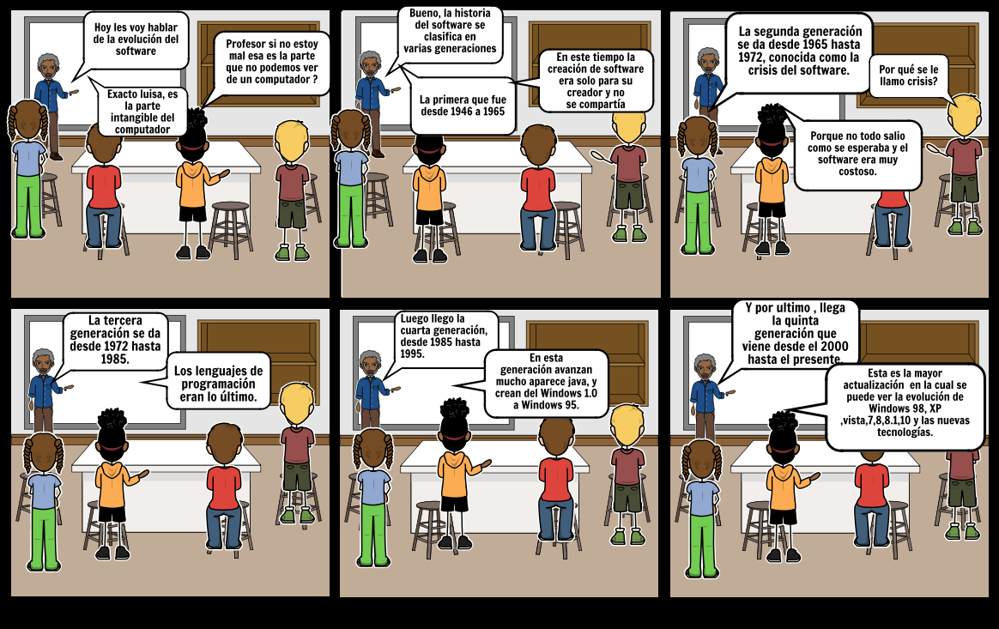 Hoy les voy hablar
de la evolución del
software
Profesor si no estoy
mal esa es la parte
que no podemos ver
de un computador ?
Exacto luisa, es
la parte
intangible del
computador
Bueno, la historia
del software se
clasifica en
varias generaciones
La primera que fue
desde 1946 a 1965
En este tiempo la
creación de software
era solo para su
creador y no
se compartía
La segunda generación
se da desde 1965 hasta
1972, conocida como la
crisis del software.
Por qué se le
llamo crisis?
Porque no todo salio
como se esperaba y el
software era muy
costoso.
La tercera
generación se da
desde 1972 hasta
1985.
Los lenguajes de
programación
eran lo último.
Luego llego la
cuarta generación,
desde 1985 hasta
1995.
En esta
generación avanzan
mucho aparece java, y
crean del Windows 1.0
a Windows 95.
Y por ultimo , llega
la quinta
generación que
viene desde el 2000
hasta el presente.
Esta es la mayor
actualización en la cual se
puede ver la evolución de
Windows 98, XP
,vista,7,8,8.1,10 y las nuevas
tecnologías.